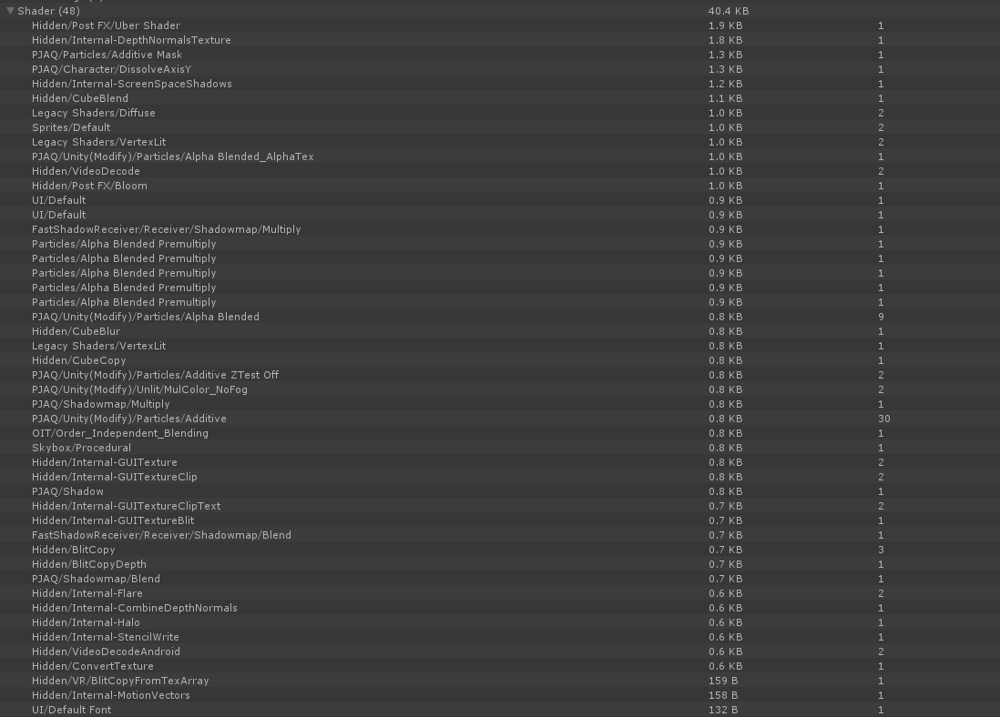 Shader (48) 40.4 KB
Hidden/Post FX/Uber Shader 1.9 KB 1
Hidden/Internal-DepthNormalsTexture 1.8 KB 1
PJAQ/Particles/Additive Mask 1.3 KB 1
PJAQ/Character/DissolveAxisY 1.3 KB 1
Hidden/Internal-ScreenSpaceShadows 1.2 KB 1
Hidden/CubeBlend 1.1 KB 1
Legacy Shaders/Diffuse 1.0 KB 2
Sprites/Default 1.0 KB 2
Legacy Shaders/VertexLit 1.0 KB 2
PJAQ/Unity(Modify)/Particles/Alpha Blended_AlphaTex 1.0 KB 1
Hidden/VideoDecode 1.0 KB 2
Hidden/Post FX/Bloom 1.0 KB 1
UI/Default 0.9 KB 1
UI/Default 0.9 KB 1
FastShadowReceiver/Receiver/Shadowmap/Multiply 0.9 KB 1
Particles/Alpha Blended Premultiply 0.9 KB 1
Particles/Alpha Blended Premultiply 0.9 KB 1
Particles/Alpha Blended Premultiply 0.9 KB 1
Particles/Alpha Blended Premultiply 0.9 KB 1
Particles/Alpha Blended Premultiply 0.9 KB 1
PJAQ/Unity(Modify)/Particles/Alpha Blended 0.8 KB 9
Hidden/CubeBlur 0.8 KB 1
Legacy Shaders/VertexLit 0.8 KB 1
Hidden/CubeCopy 0.8 KB 1
PJAQ/Unity(Modify)/Particles/Additive ZTest Off 0.8 KB 2
PJAQ/Unity(Modify)/Unlit/MulColor_NoFog 0.8 KB 2
PJAQ/Shadowmap/Multiply 0.8 KB 1
PJAQ/Unity(Modify)/Particles/Additive 0.8 KB 30
OIT/Order_Independent_Blending 0.8 KB 1
Skybox/Procedural 0.8 KB 1
Hidden/Internal-GUITexture 0.8 KB 2
Hidden/Internal-GUITextureClip 0.8 KB 2
PJAQ/Shadow 0.8 KB 1
Hidden/Internal-GUITextureClipText 0.7 KB 2
Hidden/Internal-GUITextureBlit 0.7 KB 1
FastShadowReceiver/Receiver/Shadowmap/Blend 0.7 KB 1
Hidden/BlitCopy 0.7 KB 3
Hidden/BlitCopyDepth 0.7 KB 1
PJAQ/Shadowmap/Blend 0.7 KB 1
Hidden/Internal-Flare 0.6 KB 2
Hidden/Internal-CombineDepthNormals 0.6 KB 1
Hidden/Internal-Halo 0.6 KB 1
Hidden/Internal-StencilWrite 0.6 KB 1
Hidden/VideoDecodeAndroid 0.6 KB 2
Hidden/ConvertTexture 0.6 KB 1
Hidden/VR/BlitCopyFromTexArray 159 B 1
Hidden/Internal-MotionVectors 158 B 1
UI/Default Font 132 B 1